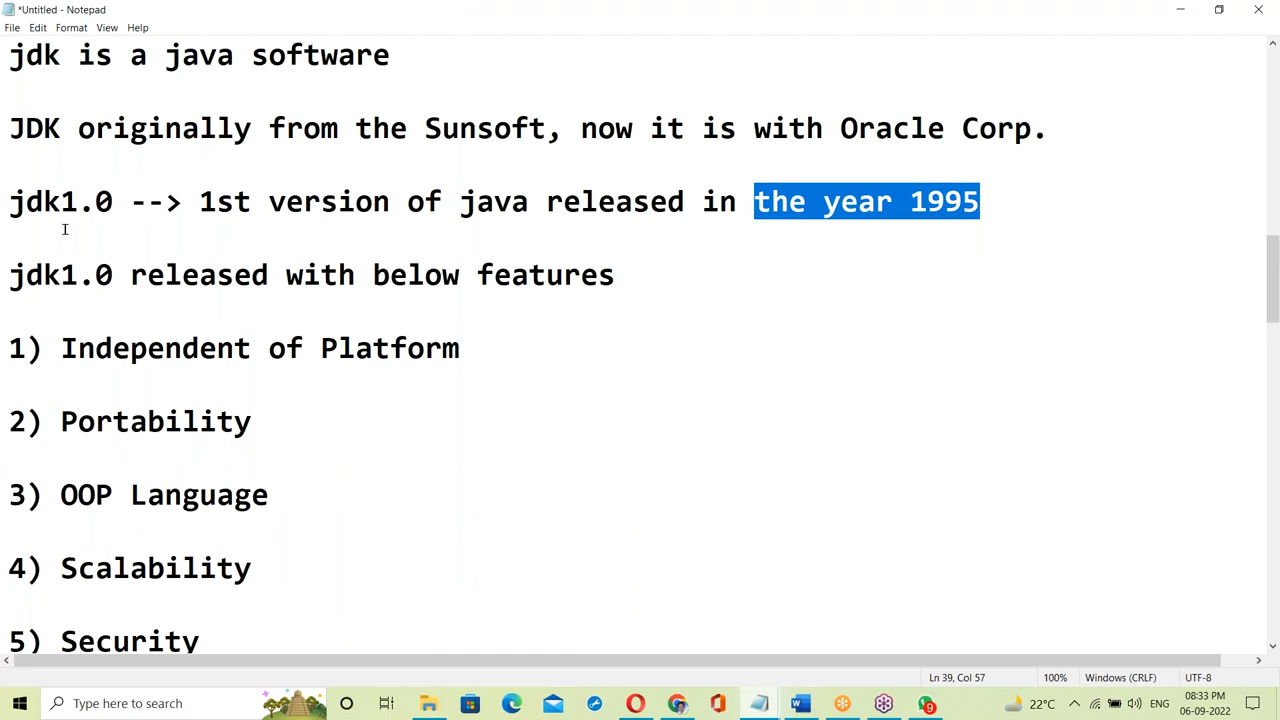 *Untitled - Notepad
File Edit Format View Help
jdk is a java software
JDK originally from the Sunsoft, now it is with Oracle Corp.
jdk1.0 --> 1st version of java released in the year 1995
jdk1.0 released with below features
1) Independent of Platform
2) Portability
3) OOP Language
4) Scalability
5) Security
Ln 39, Col 57 100% Windows (CRLF) UTF-8
Type here to search
9
22°C ENG
08:33 PM
06-09-2022